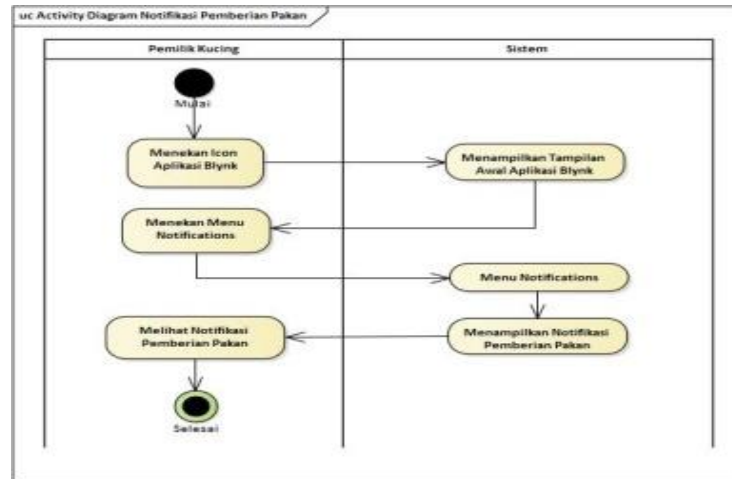 uc Activity Diagram Notifikasi Pemberian Pakan
Pemilik Kucing
Sistem
Mulai
Menekan Icon
Aplikasi Blynk
Menampilkan Tampilan
Awal Aplikasi Blynk
Menekan Menu
Notifications
Menu Notifications
Menampilkan Notifikasi
Pemberian Pakan
Melihat Notifikasi
Pemberian Pakan
Selesai